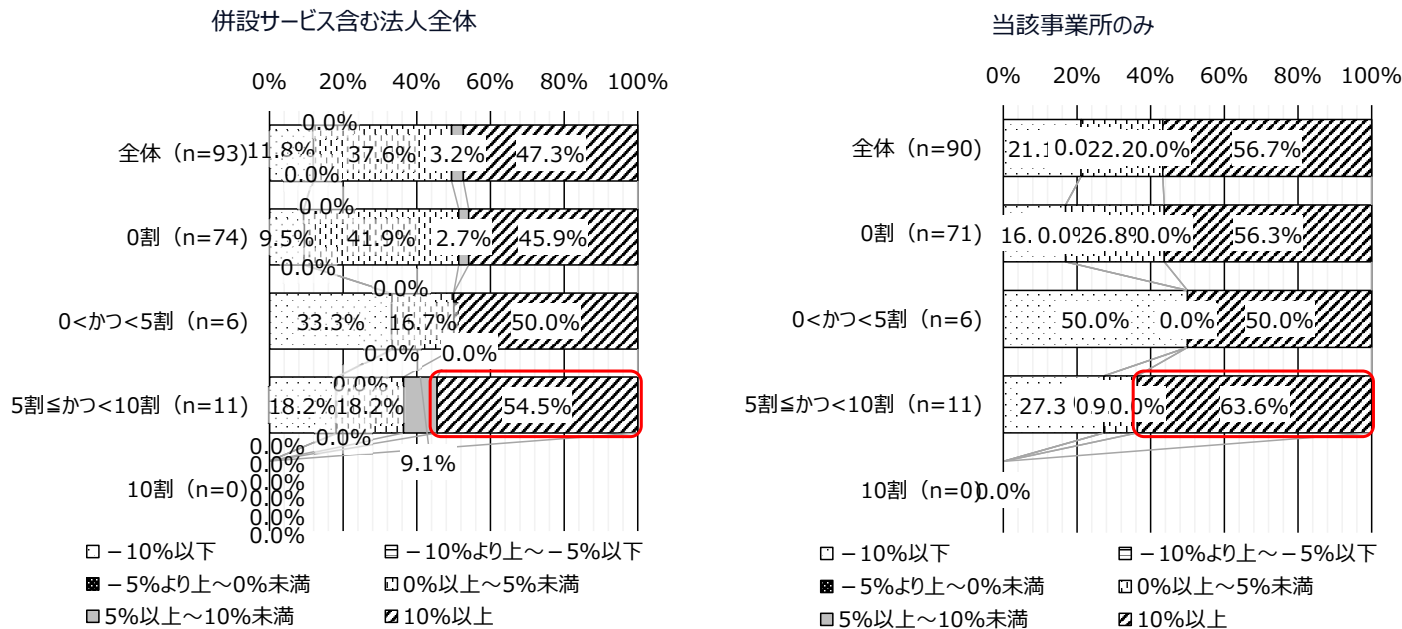 併設サービス含む法人全体
0% 20% 40% 60% 80% 100%
0.0%
全体（n=93） 11.8% 37.6% 3.2% 47.3%
0.0%
0.0%
0割（n=74） 9.5% 41.9% 2.7% 45.9%
0.0%
0.0%
0<かつ<5割（n=6） 33.3% 16.7% 50.0%
0.0% 0.0%
0.0%
5割≦かつ<10割（n=11） 18.2% 18.2% 54.5%
0.0%
9.1%
0.0%
0.0%
10割（n=0） 0.0%
0.0%
0.0%
0.0%
－10%以下 －10%より上～－5%以下
－5%より上～0%未満 0%以上～5%未満
5%以上～10%未満 10%以上
当該事業所のみ
0% 20% 40% 60% 80% 100%
全体（n=90） 21.1 0.0 22.2 0.0% 56.7%
0割（n=71） 16. 0.0% 26.8% 0.0% 56.3%
0<かつ<5割（n=6） 50.0% 0.0% 50.0%
5割≦かつ<10割（n=11） 27.3 0.0% 63.6%
10割（n=0） 0.0%
－10%以下 －10%より上～－5%以下
－5%より上～0%未満 0%以上～5%未満
5%以上～10%未満 10%以上